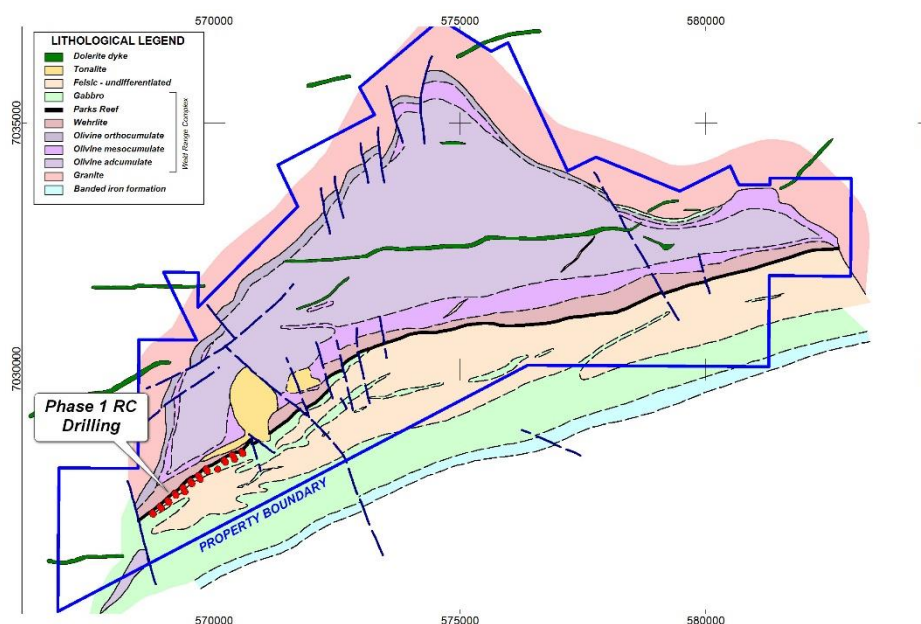 570000
575000
580000
LITHOLOGICAL LEGEND
Dolerite dyke
Tonalite
Felsic - undifferentiated
Gabbro
Parks Reef
Wehrlite
Olivine orthocumulate
Olivine mesocumulate
Olivine adcumulate
Granite
Banded iron formation
Weld Range Complex
7035000
7030000
Phase 1 RC
Drilling
PROPERTY BOUNDARY
570000
575000
580000